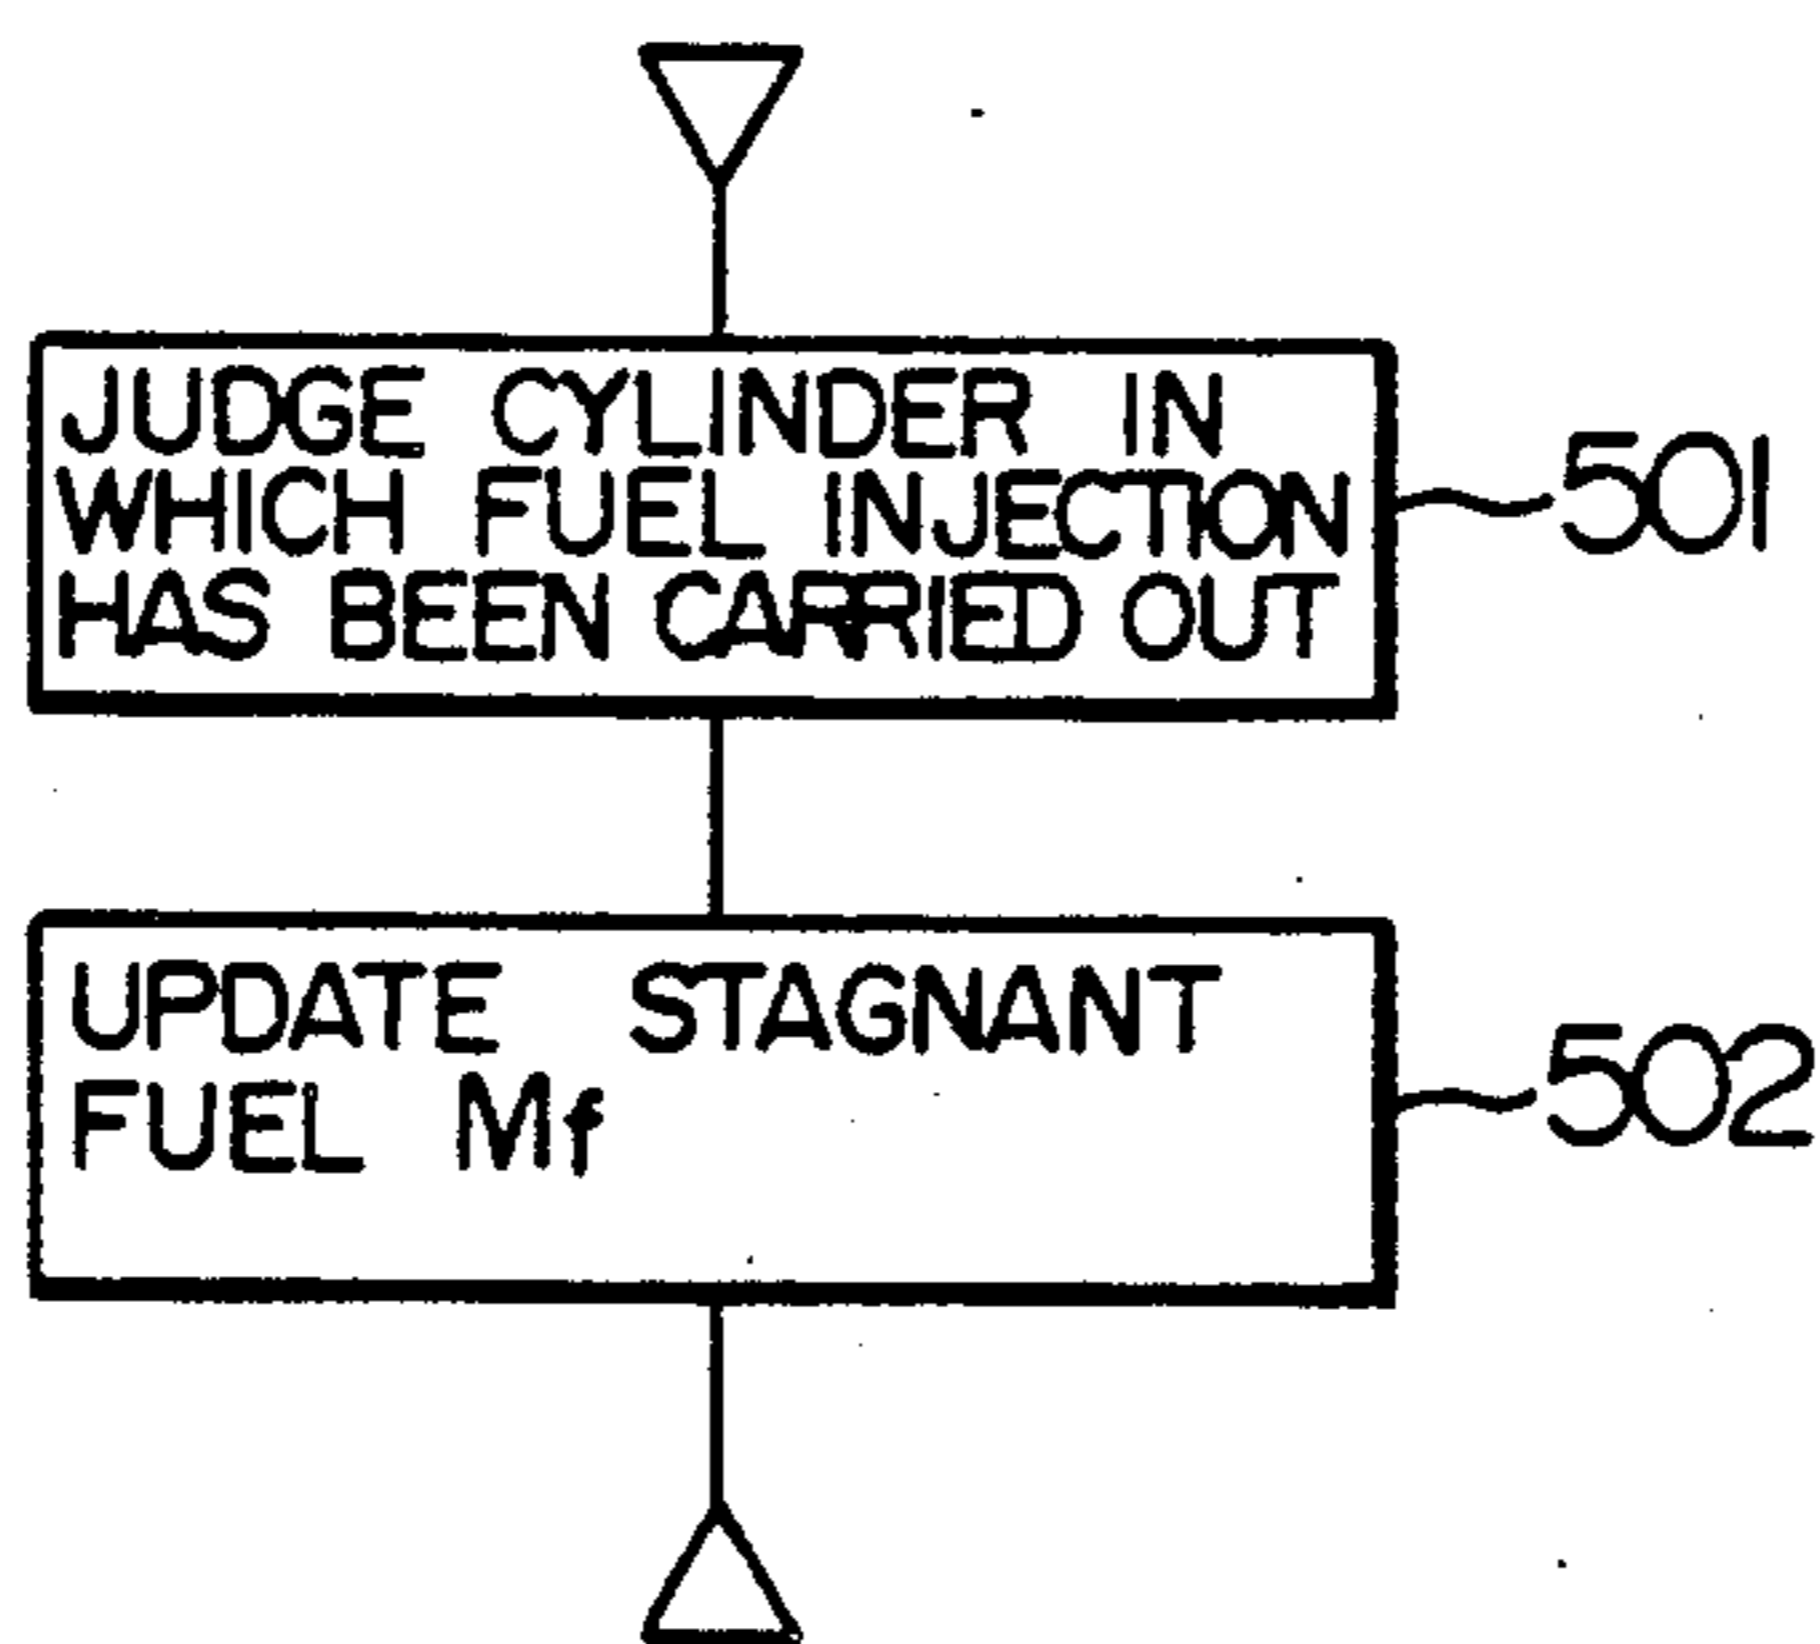 JUDGE CYLINDER IN
WHICH FUEL INJECTION
HAS BEEN CARRIED OUT
501
UPDATE STAGNANT
FUEL Mf
502